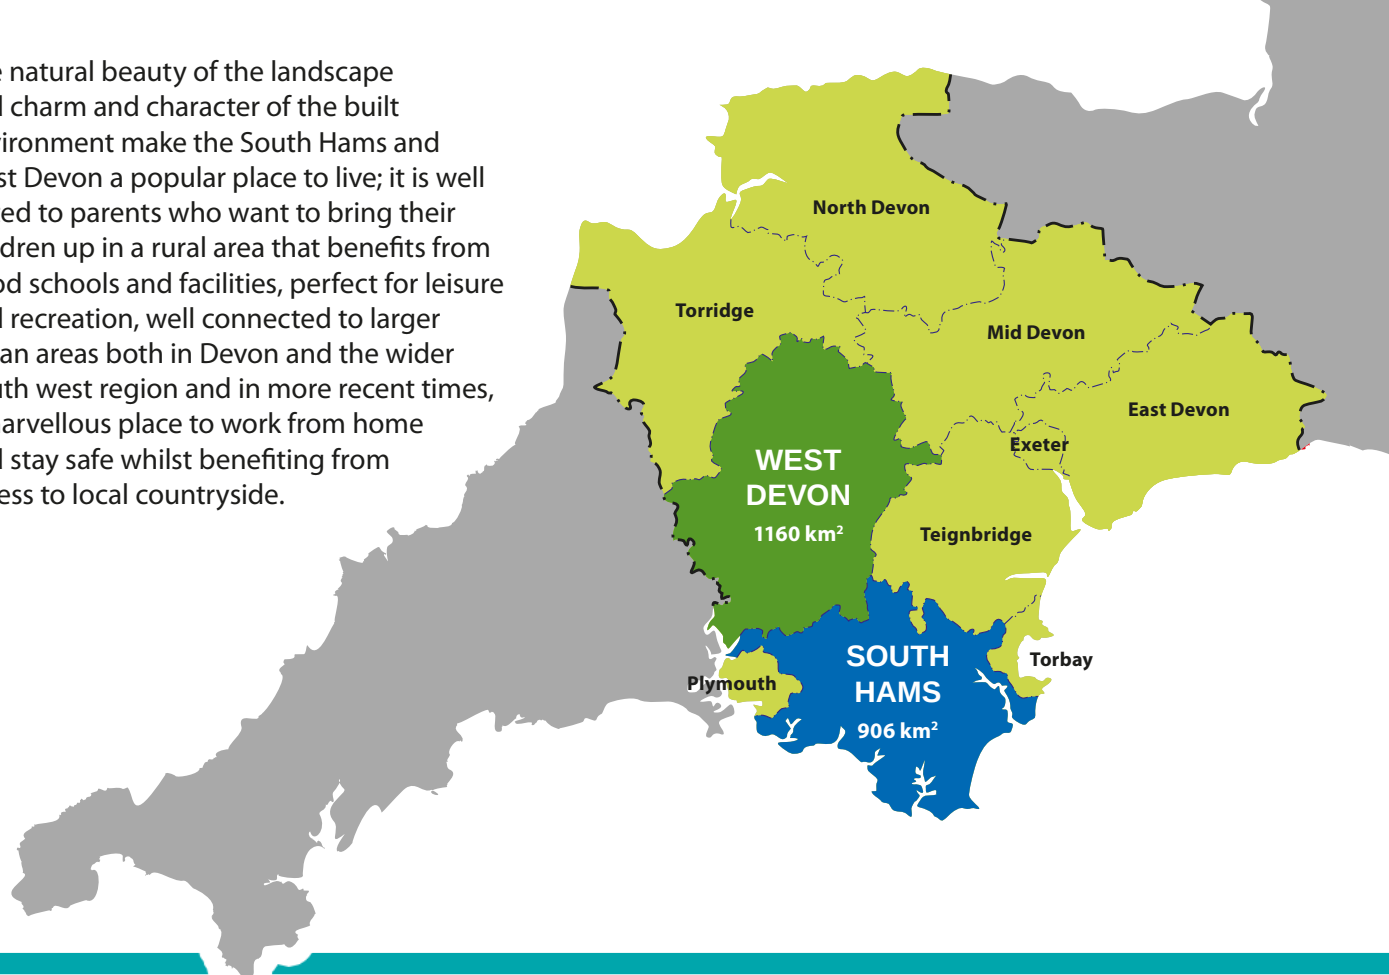 natural beauty of the landscape
charm and character of the built
vironment make the South Hams and
st Devon a popular place to live; it is well
ed to parents who want to bring their
dren up in a rural area that benefits from
od schools and facilities, perfect for leisure
recreation, well connected to larger
an areas both in Devon and the wider
uth west region and in more recent times,
marvellous place to work from home
stay safe whilst benefiting from
ess to local countryside.
North Devon
Torridge
Mid Devon
East Devon
Exeter
WEST
DEVON
1160 km²
Teignbridge
SOUTH
HAMS
906 km²
Torbay
Plymouth